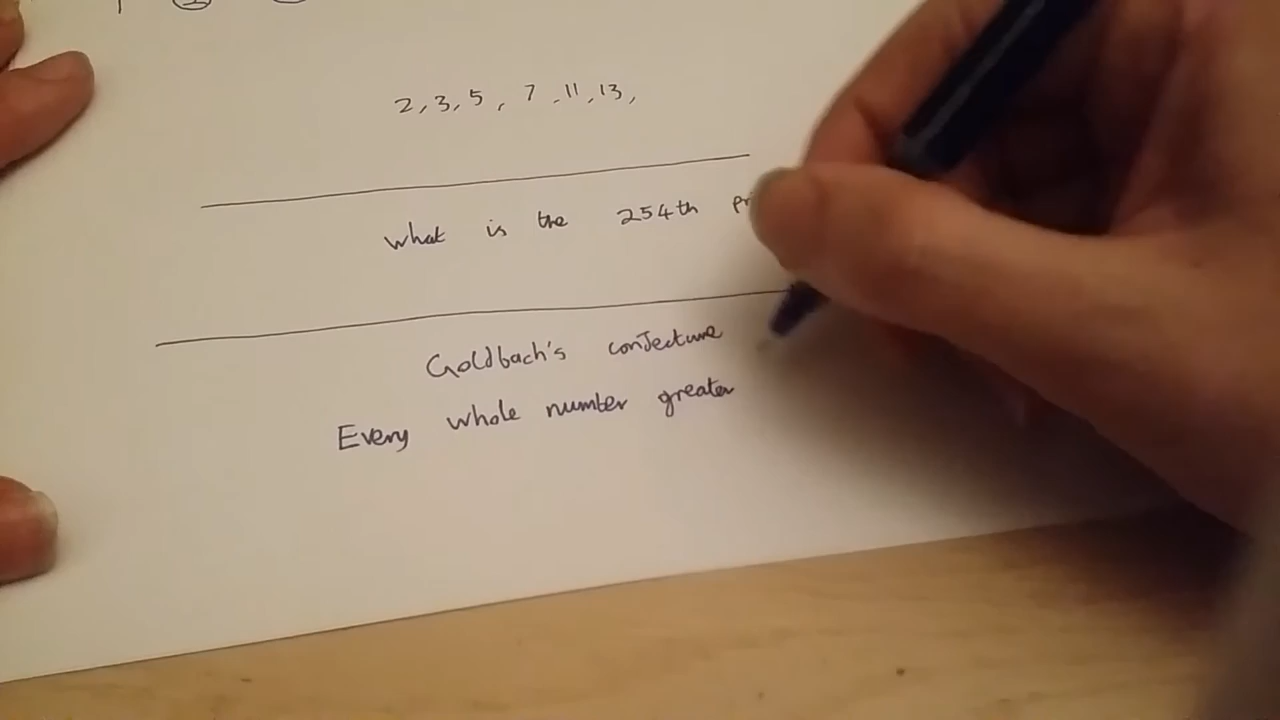 2, 3, 5, 7, 11, 13,
what is the 254th
Goldbach's conjecture
Every whole number greater